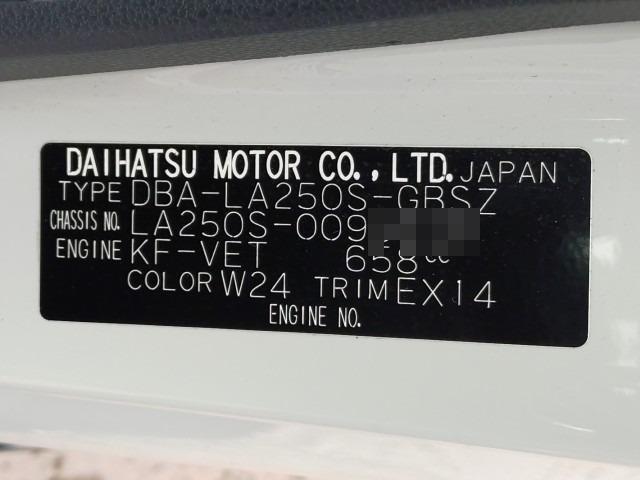 DAIHATSU MOTOR CO., LTD. JAPAN
TYPE DBA-LA250S-GBSZ
CHASSIS NO. LA250S-009
ENGINE KF-VET 658cc
COLOR W24 TRIM EX14
ENGINE NO.